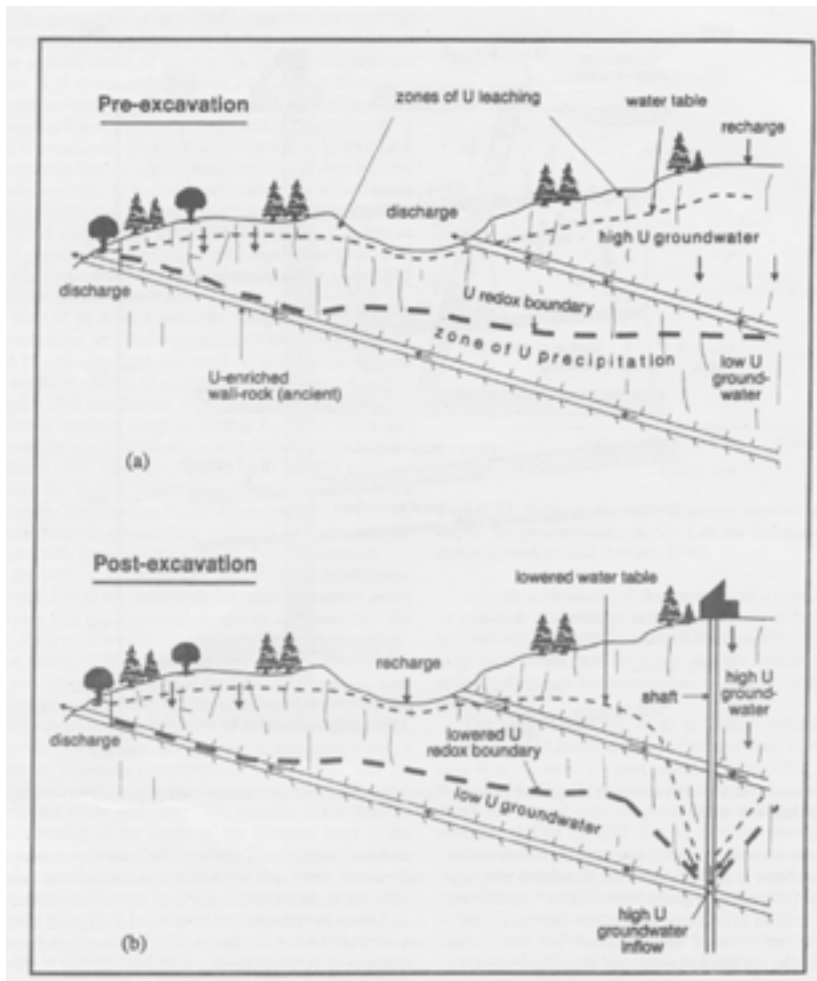 Pre-excavation
zones of U leaching
water table
recharge
discharge
high U groundwater
discharge
U redox boundary
zone of U precipitation
low U
ground-
water
U-enriched
wall-rock (ancient)
(a)
Post-excavation
lowered water table
recharge
shaft
high U
ground-
water
discharge
lowered U
redox boundary
low U groundwater
high U
groundwater
inflow
(b)